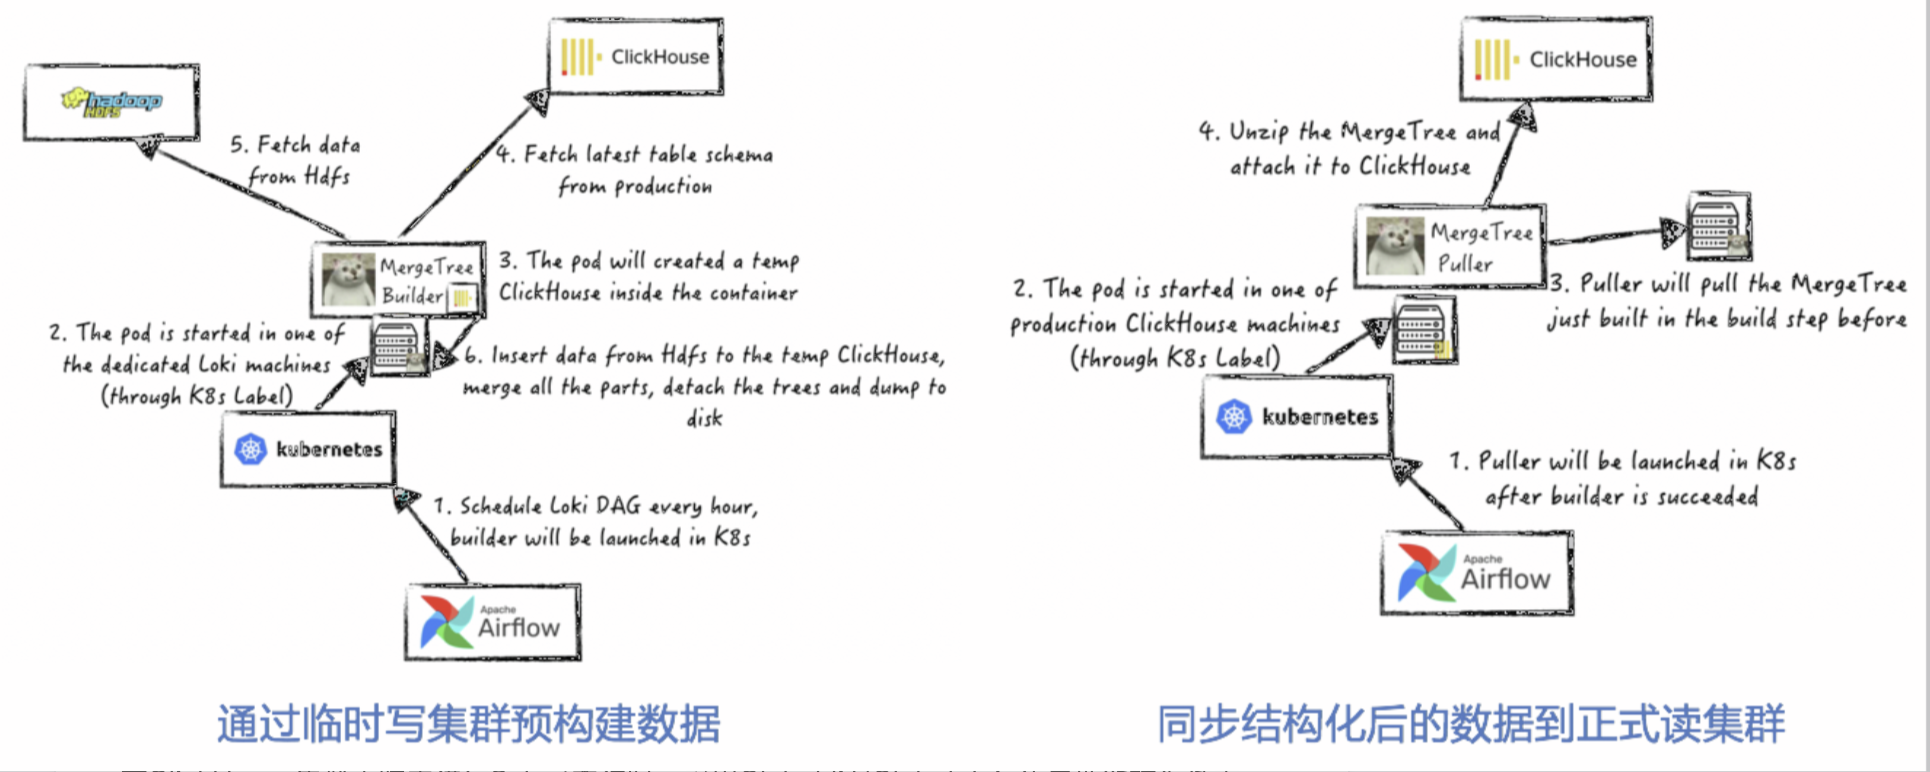 ClickHouse
hadoop
HDFS
5. Fetch data
from Hdfs
4. Fetch latest table schema
from production
MergeTree
Builder
3. The pod will created a temp
ClickHouse inside the container
2. The pod is started in one of
the dedicated Loki machines
(through K8s Label)
6. Insert data from Hdfs to the temp ClickHouse,
merge all the parts, detach the trees and dump to
disk
kubernetes
1. Schedule Loki DAG every hour,
builder will be launched in K8s
Apache
Airflow
通过临时写集群预构建数据
ClickHouse
4. Unzip the MergeTree and
attach it to ClickHouse
MergeTree
Puller
3. Puller will pull the MergeTree
just built in the build step before
2. The pod is started in one of
production ClickHouse machines
(through K8s Label)
kubernetes
1. Puller will be launched in K8s
after builder is succeeded
Apache
Airflow
同步结构化后的数据到正式读集群